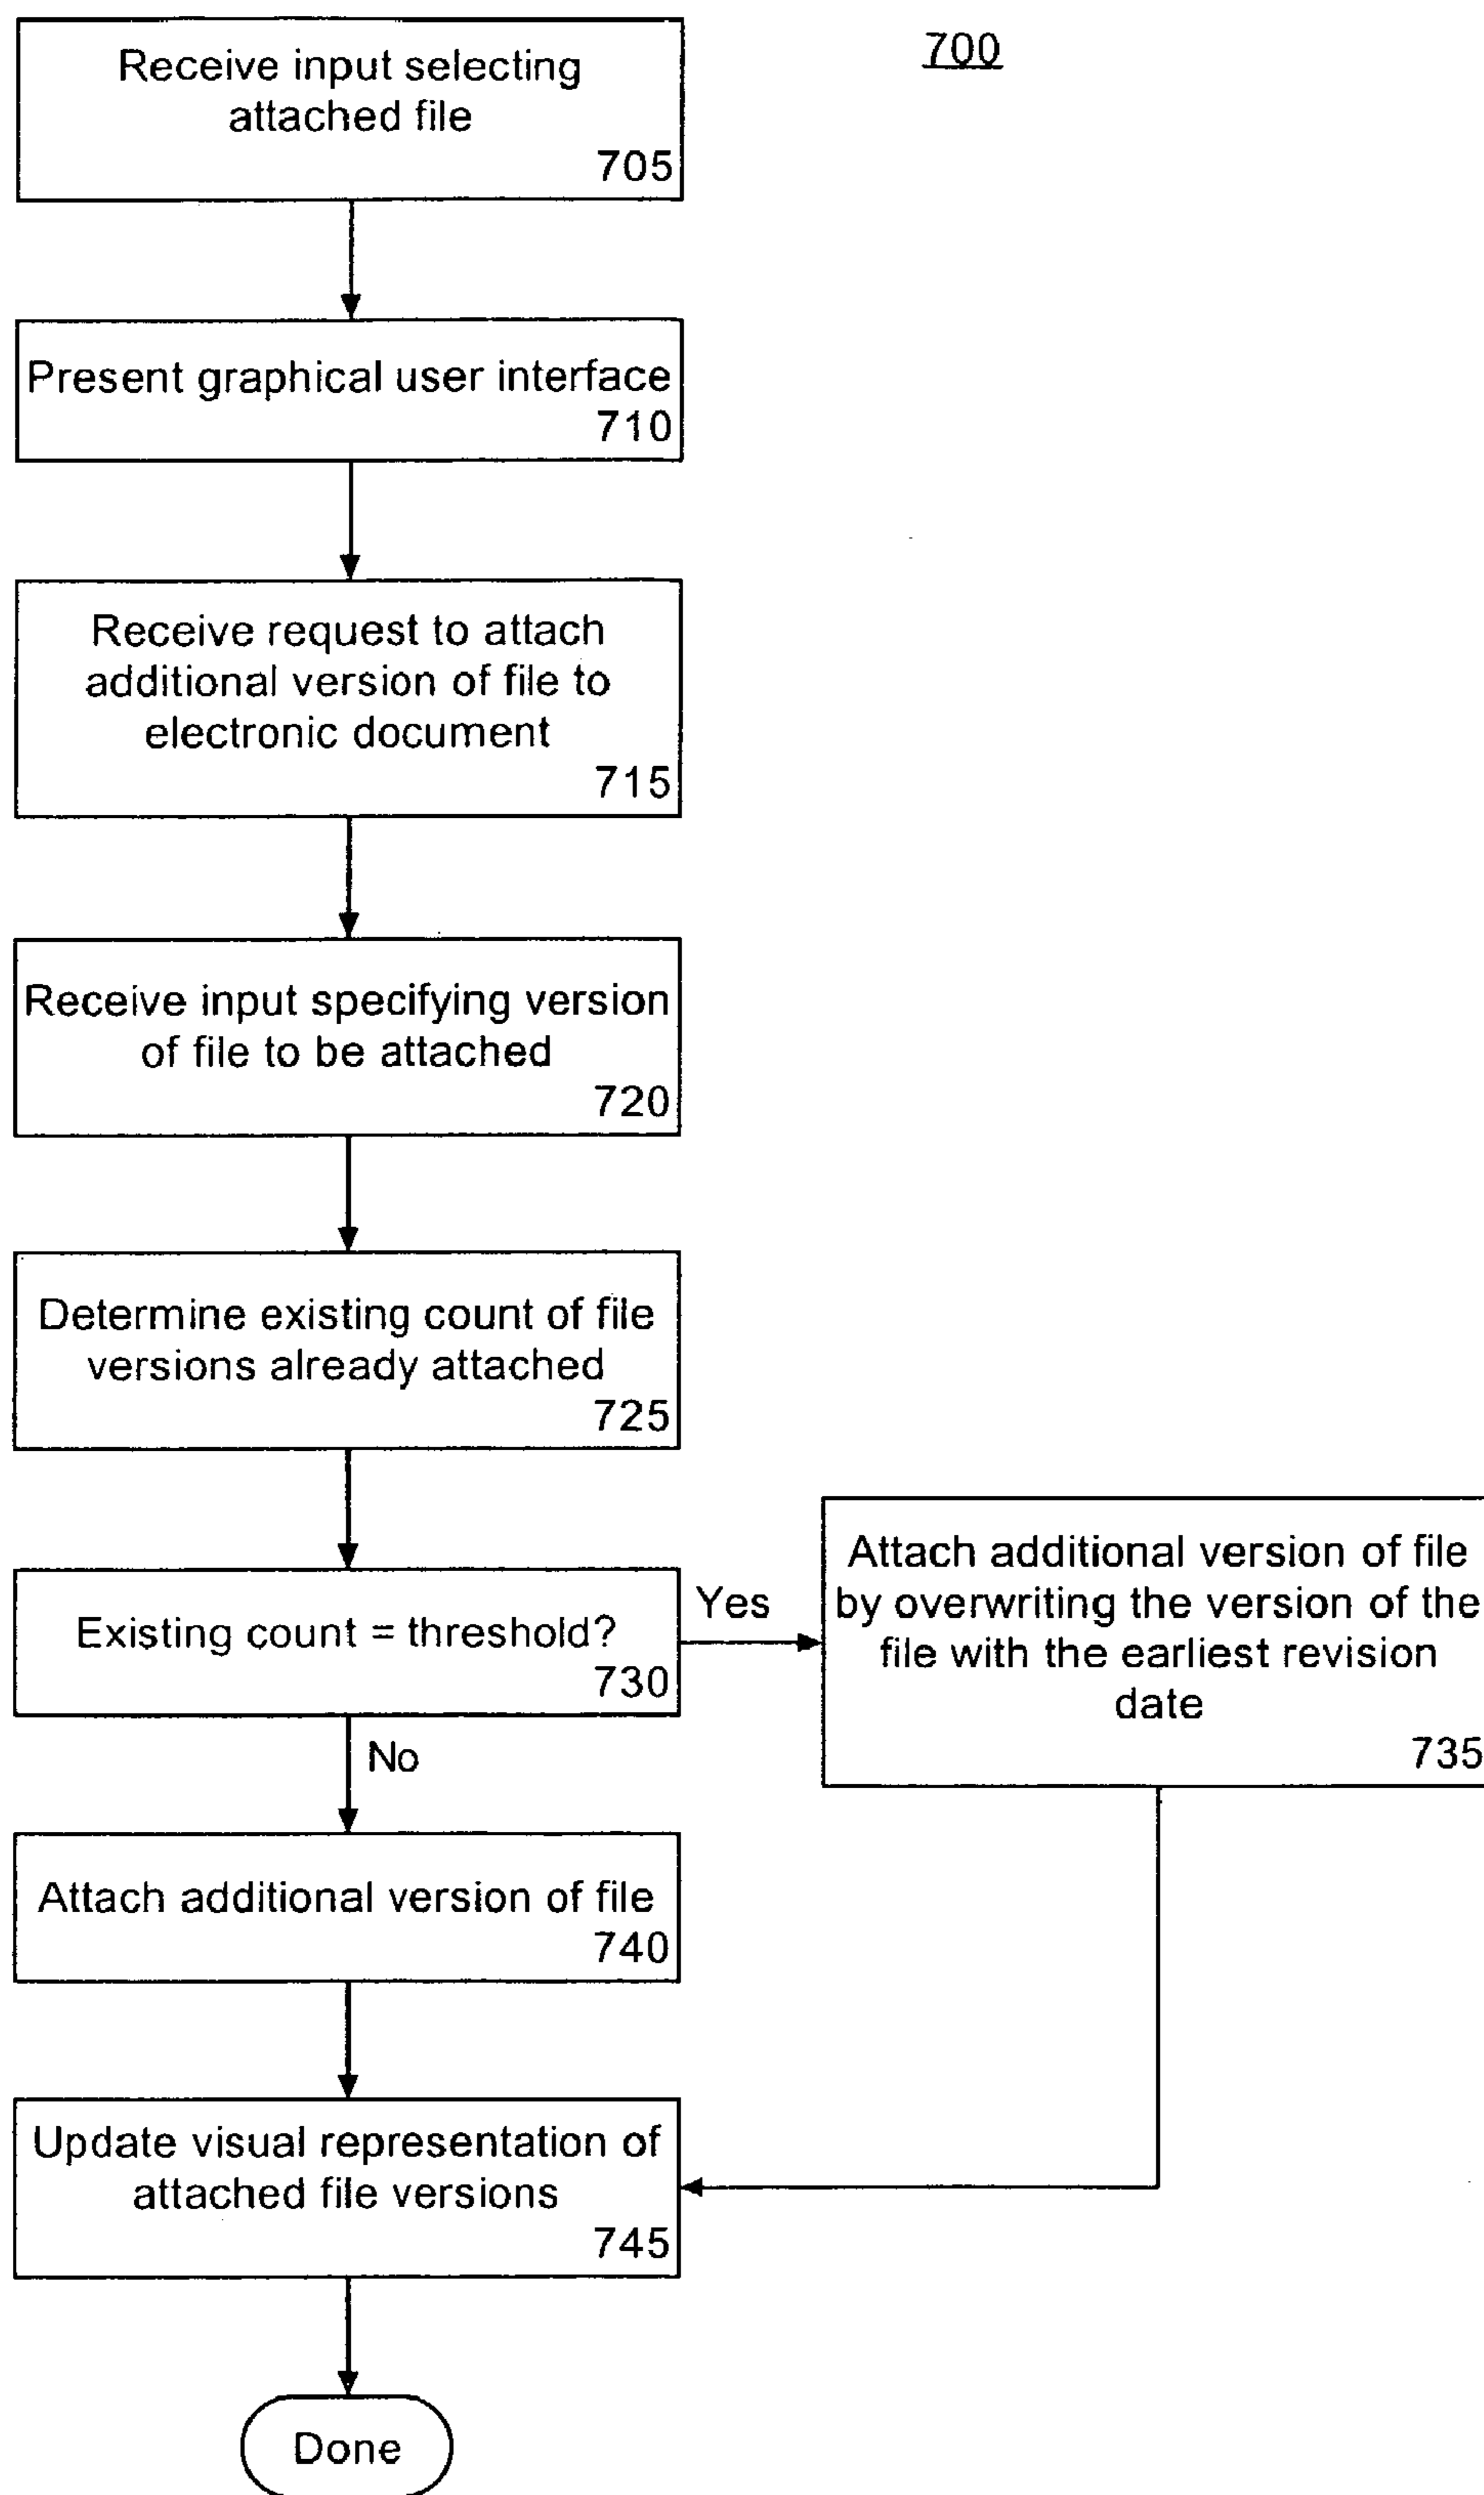 700
Receive input selecting
attached file
705
Present graphical user interface
710
Receive request to attach
additional version of file to
electronic document
715
Receive input specifying version
of file to be attached
720
Determine existing count of file
versions already attached
725
Existing count = threshold?
730
Yes
Attach additional version of file
by overwriting the version of the
file with the earliest revision
date
735
No
Attach additional version of file
740
Update visual representation of
attached file versions
745
Done